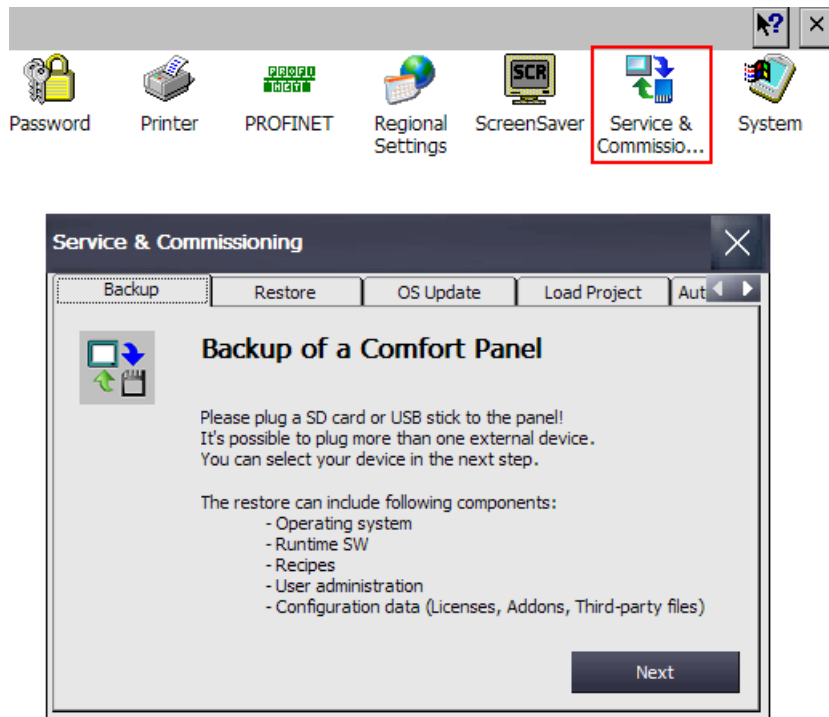 ?
Password
Printer
PROFINET
Regional
Settings
ScreenSaver
SCR
Service &
Commissio...
System
PROFI
NET
Service & Commissioning
Backup
Restore
OS Update
Load Project
Aut
Backup of a Comfort Panel
Please plug a SD card or USB stick to the panel!
It's possible to plug more than one external device.
You can select your device in the next step.
The restore can include following components:
- Operating system
- Runtime SW
- Recipes
- User administration
- Configuration data (Licenses, Addons, Third-party files)
Next